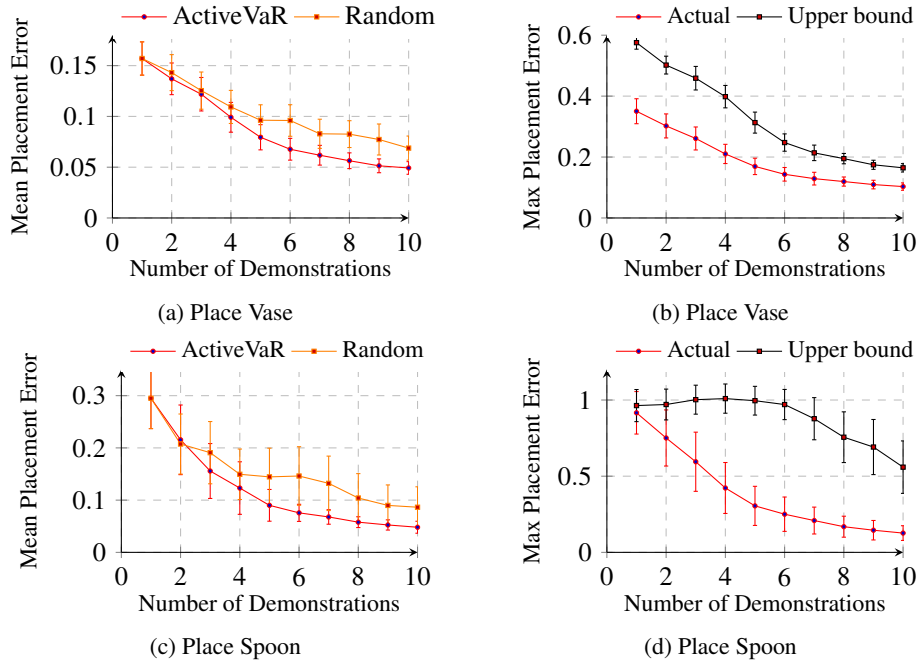 ActiveVaR Random
Mean Placement Error
0.15
0.1
0.05
0
0 2 4 6 8 10
Number of Demonstrations
(a) Place Vase
Actual Upper bound
Max Placement Error
0.6
0.4
0.2
0
0 2 4 6 8 10
Number of Demonstrations
(b) Place Vase
ActiveVaR Random
Mean Placement Error
0.3
0.2
0.1
0
0 2 4 6 8 10
Number of Demonstrations
(c) Place Spoon
Actual Upper bound
Max Placement Error
1
0.5
0
0 2 4 6 8 10
Number of Demonstrations
(d) Place Spoon